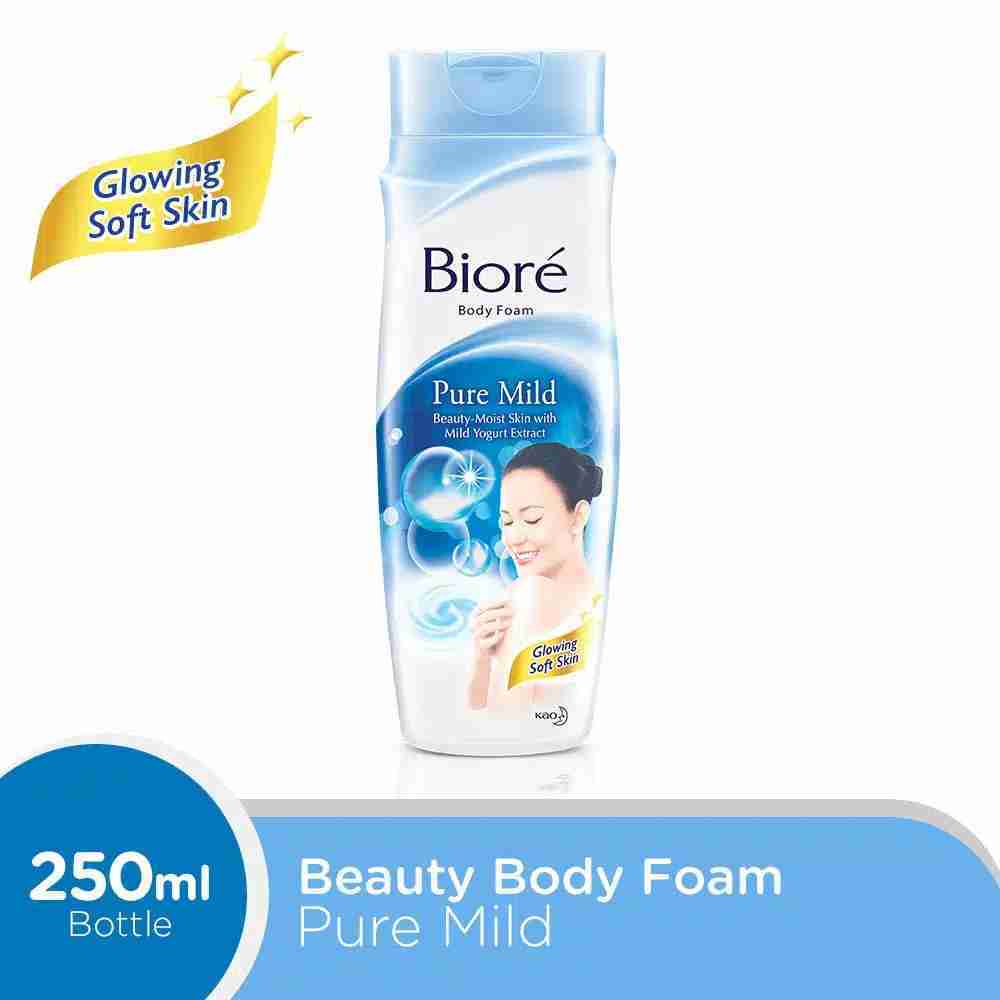 Glowing
Soft Skin
Bioré
Body Foam
Pure Mild
Beauty-Moist Skin with
Mild Yogurt Extract
Glowing
Soft Skin
Kao
250ml
Bottle
Beauty Body Foam
Pure Mild